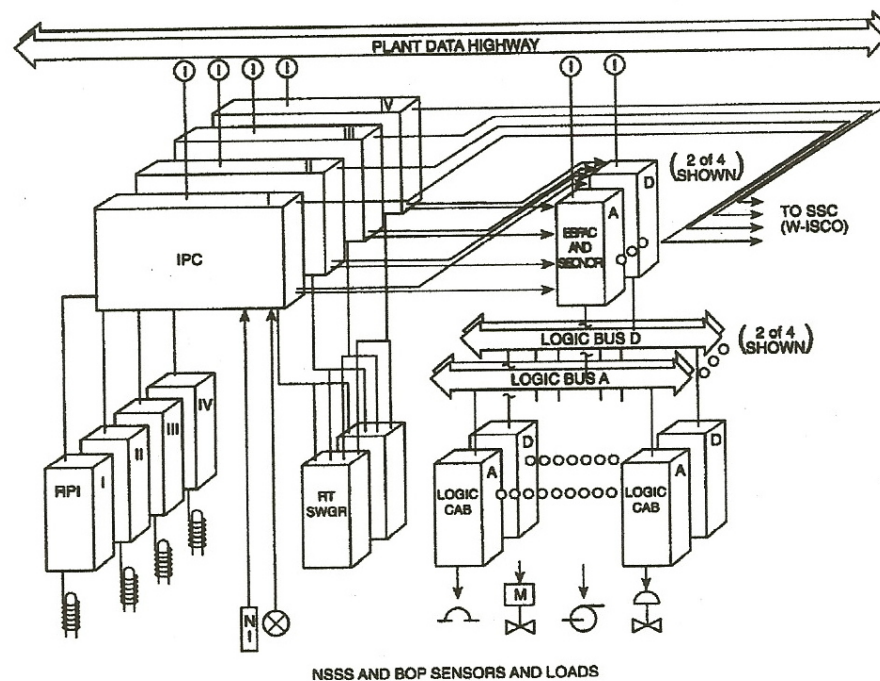 PLANT DATA HIGHWAY
I I I I
I I
IV
III
II
I
IPC
D
(2 of 4
SHOWN)
A
AND
TO SSC
(W-ISCO)
LOGIC BUS D
(2 of 4
SHOWN)
LOGIC BUS A
IV
III
II
I
RPI
RT
SWGR
D
A
LOGIC
CAB
D
A
LOGIC
CAB
N
I
M
NSSS AND BOP SENSORS AND LOADS